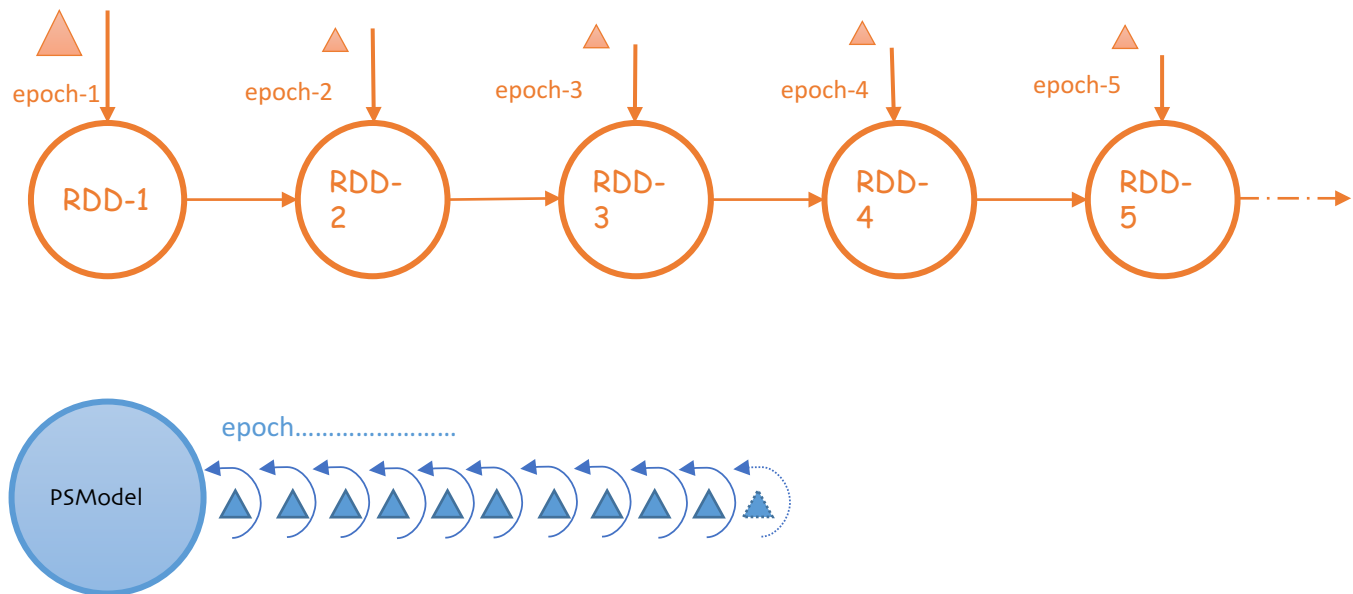 epoch-1
epoch-2
epoch-3
epoch-4
epoch-5
RDD-1
RDD-
2
RDD-
3
RDD-
4
RDD-
5
epoch……………………
PSModel